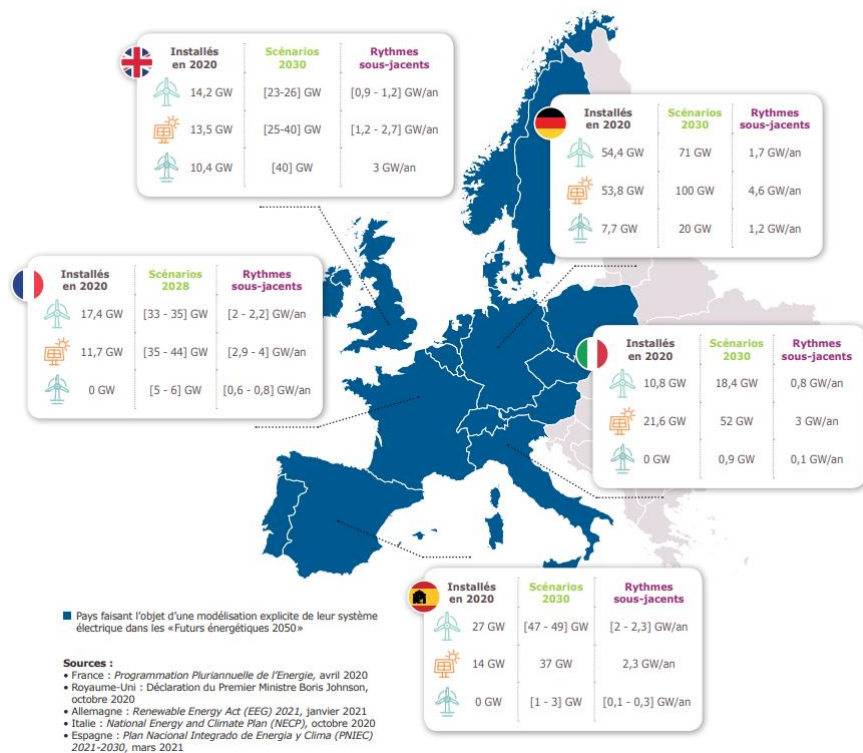 Installés en 2020 Scénarios 2030 Rythmes sous-jacents
14,2 GW [23-26] GW [0,9 - 1,2] GW/an
13,5 GW [25-40] GW [1,2 - 2,7] GW/an
10,4 GW [40] GW 3 GW/an
Installés en 2020 Scénarios 2030 Rythmes sous-jacents
54,4 GW 71 GW 1,7 GW/an
53,8 GW 100 GW 4,6 GW/an
7,7 GW 20 GW 1,2 GW/an
Installés en 2020 Scénarios 2028 Rythmes sous-jacents
17,4 GW [33 - 35] GW [2 - 2,2] GW/an
11,7 GW [35 - 44] GW [2,9 - 4] GW/an
0 GW [5 - 6] GW [0,6 - 0,8] GW/an
Installés en 2020 Scénarios 2030 Rythmes sous-jacents
10,8 GW 18,4 GW 0,8 GW/an
21,6 GW 52 GW 3 GW/an
0 GW 0,9 GW 0,1 GW/an
Installés en 2020 Scénarios 2030 Rythmes sous-jacents
27 GW [47 - 49] GW [2 - 2,3] GW/an
14 GW 37 GW 2,3 GW/an
0 GW [1 - 3] GW [0,1 - 0,3] GW/an
Pays faisant l'objet d'une modélisation explicite de leur système
électrique dans les «Futurs énergétiques 2050»
Sources :
• France : Programmation Pluriannuelle de l'Energie, avril 2020
• Royaume-Uni : Déclaration du Premier Ministre Boris Johnson,
octobre 2020
• Allemagne : Renewable Energy Act (EEG) 2021, janvier 2021
• Italie : National Energy and Climate Plan (NECP), octobre 2020
• Espagne : Plan Nacional Integrado de Energia y Clima (PNIEC)
2021-2030, mars 2021